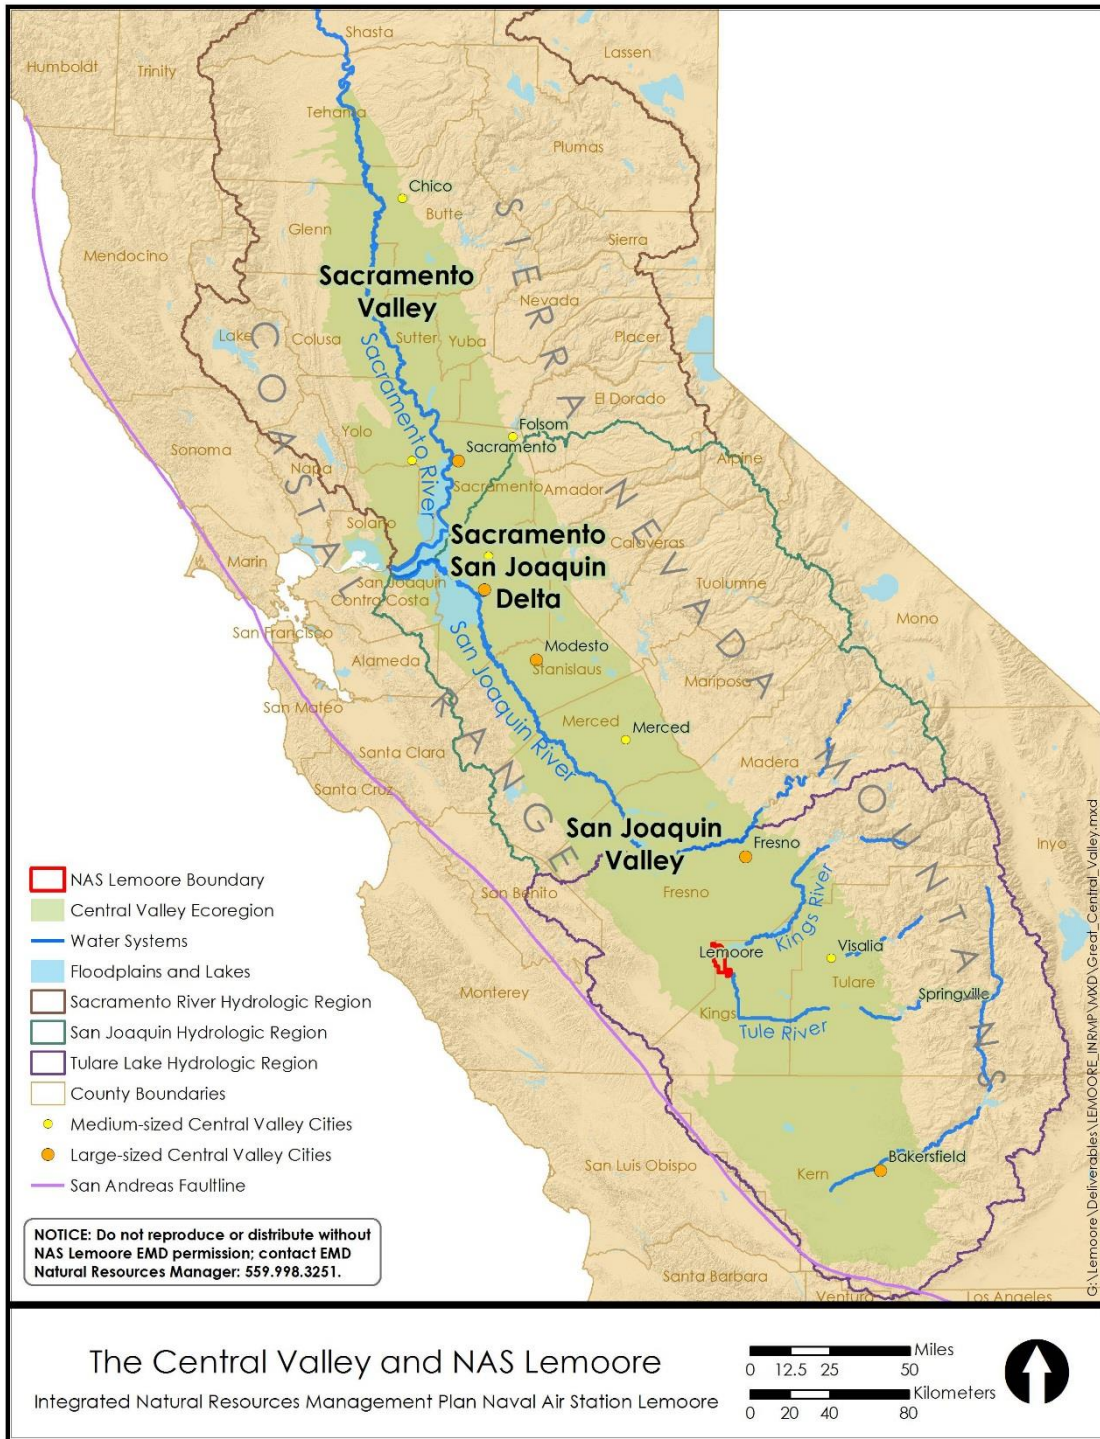 Shasta
Lassen
Humboldt
Trinity
Tehama
Plumas
Chico
Butte
Glenn
Sierra
Mendocino
Sacramento
Valley
Nevada
Lake
Colusa
Sutter
Yuba
Placer
Sacramento River
COASTAL RANGE
SIERRA NEVADA MOUNTAINS
El Dorado
Folsom
Yolo
Sacramento
Sonoma
Napa
Sacramento
Amador
Alpine
Solano
Sacramento
San Joaquin
Delta
Calaveras
Marin
San Joaquin
Contra Costa
Tuolumne
Mono
San Francisco
Alameda
San Joaquin River
Modesto
Stanislaus
Mariposa
San Mateo
Merced
Merced
Santa Clara
Madera
Santa Cruz
San Joaquin
Valley
Fresno
Inyo
San Benito
Fresno
Kings River
Lemoore
Visalia
Tulare
Springville
Monterey
Kings
Tule River
San Luis Obispo
Kern
Bakersfield
Santa Barbara
Ventura
Los Angeles
NAS Lemoore Boundary
Central Valley Ecoregion
Water Systems
Floodplains and Lakes
Sacramento River Hydrologic Region
San Joaquin Hydrologic Region
Tulare Lake Hydrologic Region
County Boundaries
Medium-sized Central Valley Cities
Large-sized Central Valley Cities
San Andreas Faultline
NOTICE: Do not reproduce or distribute without
NAS Lemoore EMD permission; contact EMD
Natural Resources Manager: 559.998.3251.
G:\Lemoore\Deliverables\LEMOORE_INRMP\MXD\Great_Central_Valley.mxd
The Central Valley and NAS Lemoore
Integrated Natural Resources Management Plan Naval Air Station Lemoore
Miles
0 12.5 25 50
Kilometers
0 20 40 80